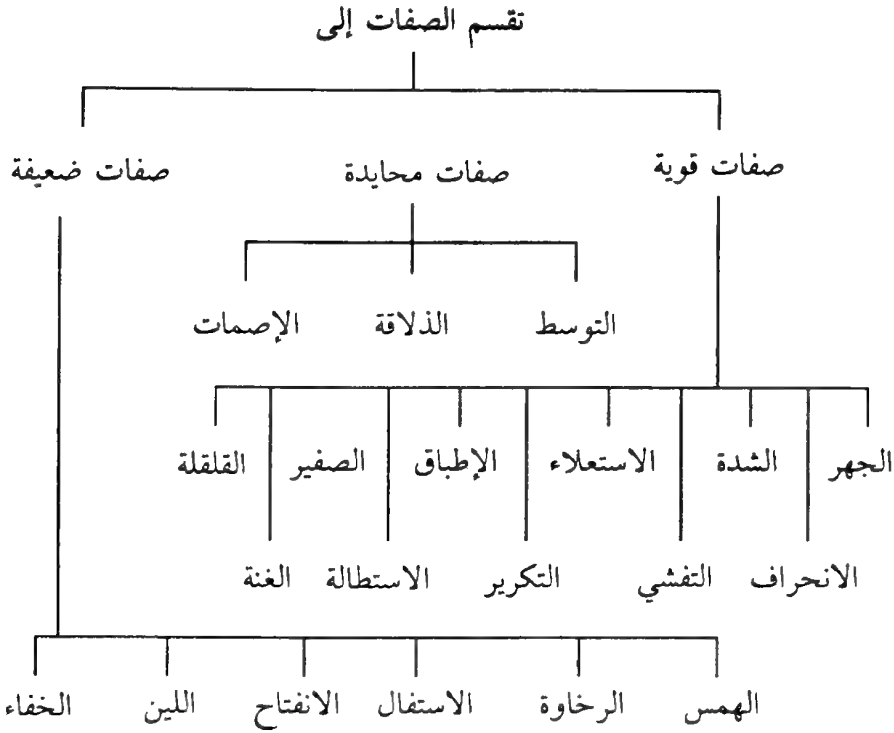 تقسم الصفات إلى
صفات قوية صفات محايدة صفات ضعيفة
التوسط الذلاقة الإصمات
الجهر الشدة الاستعلاء الإطباق الصفير القلقلة
الانحراف التفشي التكرير الاستطالة الغنة
الهمس الرخاوة الاستفال الانفتاح اللين الخفاء